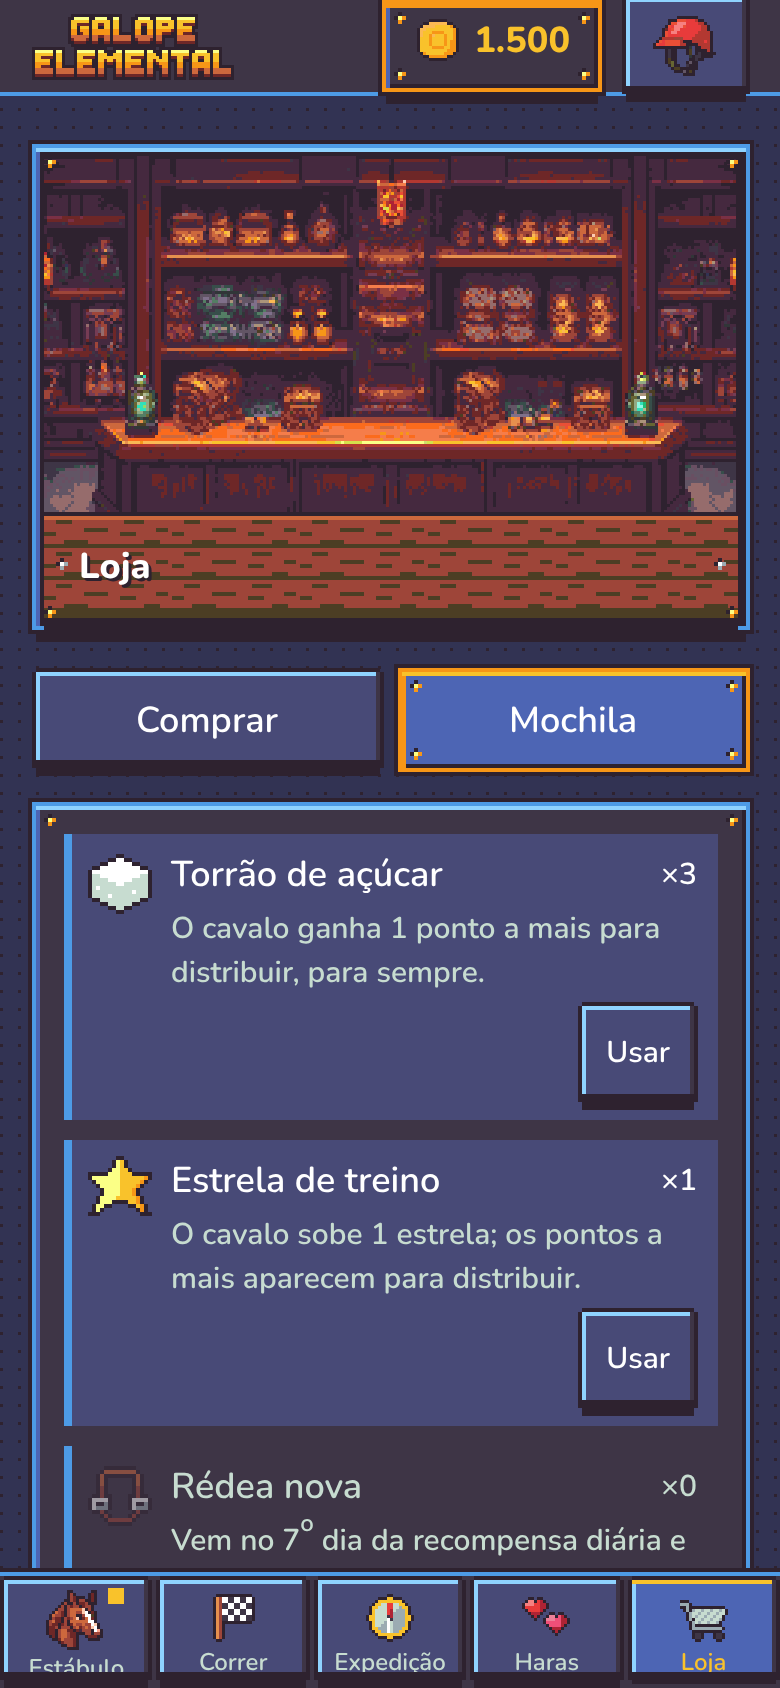 GALOPE
ELEMENTAL
1.500
Loja
Comprar
Mochila
Torrão de açúcar
×3
O cavalo ganha 1 ponto a mais para
distribuir, para sempre.
Usar
Estrela de treino
×1
O cavalo sobe 1 estrela; os pontos a
mais aparecem para distribuir.
Usar
Rédea nova
×0
Vem no 7º dia da recompensa diária e
Estábulo
Correr
Expedição
Haras
Loja